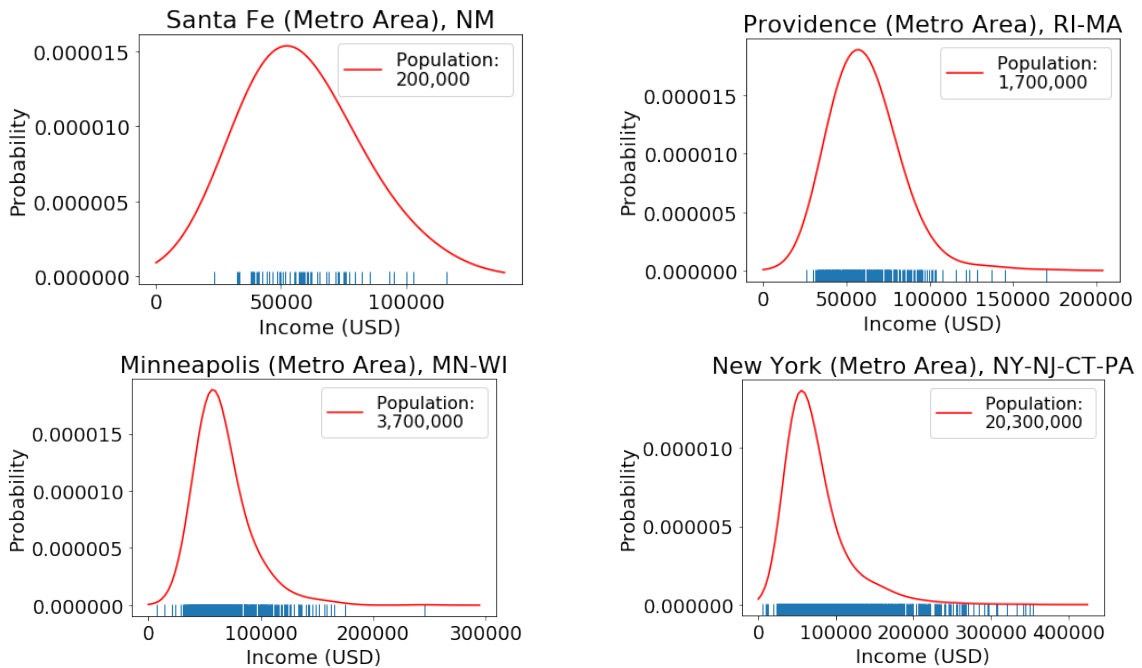 Santa Fe (Metro Area), NM
Population:
200,000
Probability
0.000015
0.000010
0.000005
0.000000
0
50000
100000
Income (USD)
Providence (Metro Area), RI-MA
Population:
1,700,000
Probability
0.000015
0.000010
0.000005
0.000000
0
50000
100000
150000
200000
Income (USD)
Minneapolis (Metro Area), MN-WI
Population:
3,700,000
Probability
0.000015
0.000010
0.000005
0.000000
0
100000
200000
300000
Income (USD)
New York (Metro Area), NY-NJ-CT-PA
Population:
20,300,000
Probability
0.000010
0.000005
0.000000
0
100000
200000
300000
400000
Income (USD)